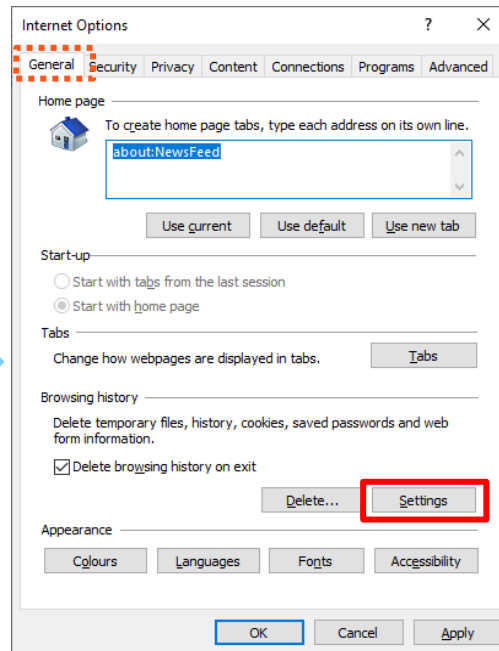 Internet Options
General Security Privacy Content Connections Programs Advanced
Home page
To create home page tabs, type each address on its own line.
about:NewsFeed
Use current Use default Use new tab
Start-up
Start with tabs from the last session
Start with home page
Tabs
Change how webpages are displayed in tabs. Tabs
Browsing history
Delete temporary files, history, cookies, saved passwords and web
form information.
Delete browsing history on exit
Delete... Settings
Appearance
Colours Languages Fonts Accessibility
OK Cancel Apply